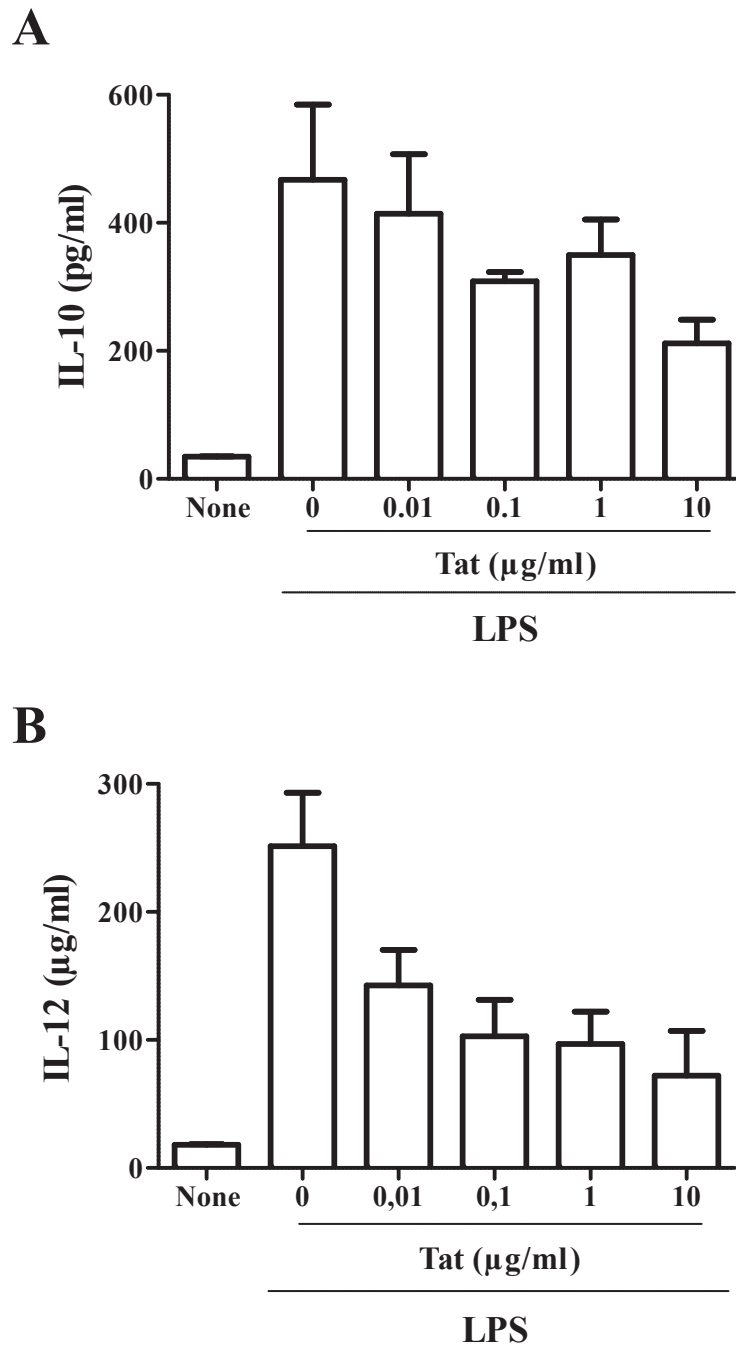 A
600
400
200
0
IL-10 (pg/ml)
None 0 0.01 0.1 1 10
Tat (µg/ml)
LPS
B
300
200
100
0
IL-12 (µg/ml)
None 0 0,01 0,1 1 10
Tat (µg/ml)
LPS